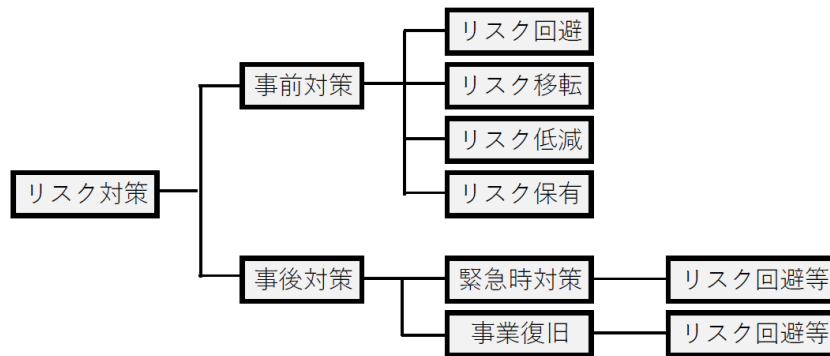 リスク対策
事前対策
リスク回避
リスク移転
リスク低減
リスク保有
事後対策
緊急時対策
リスク回避等
事業復旧
リスク回避等